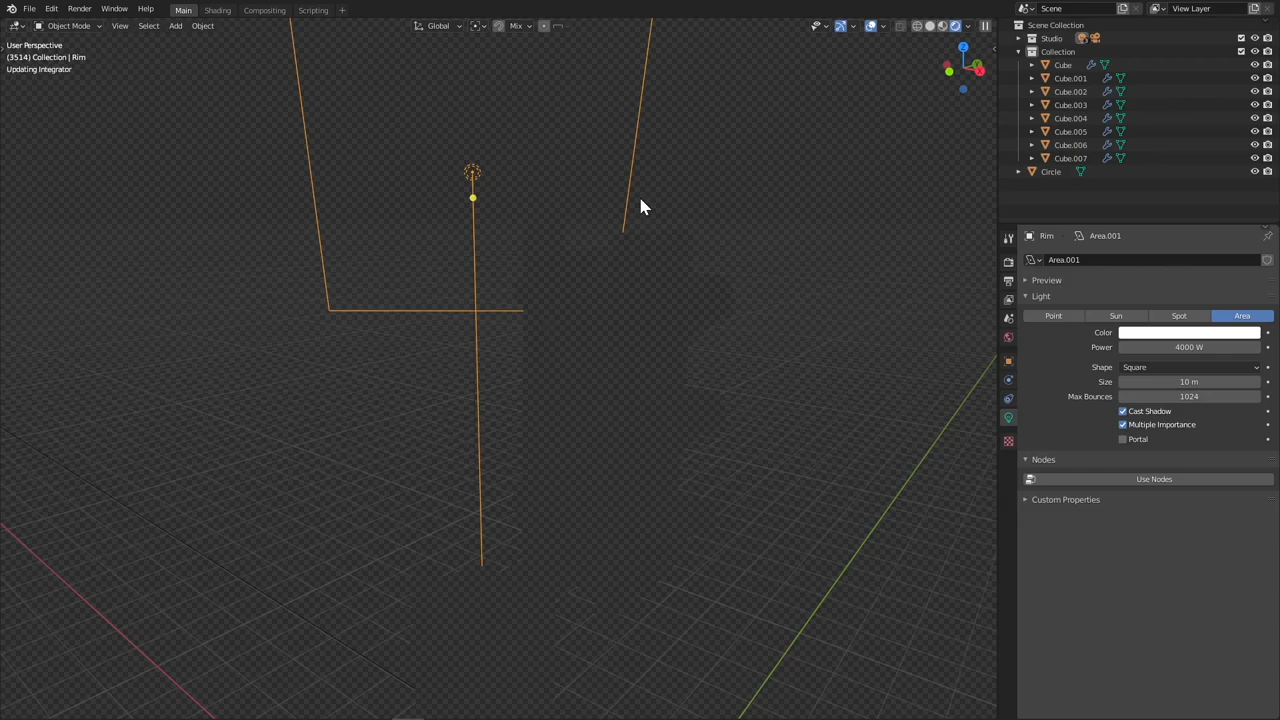 File Edit Render Window Help Main Shading Compositing Scripting + Scene View Layer
Object Mode View Select Add Object Global Mix
User Perspective
(3514) Collection | Rim
Updating Integrator
Z
Y
X
Scene Collection
Studio
Collection
Cube
Cube.001
Cube.002
Cube.003
Cube.004
Cube.005
Cube.006
Cube.007
Circle
Rim Area.001
Area.001
Preview
Light
Point Sun Spot Area
Color
Power 4000 W
Shape Square
Size 10 m
Max Bounces 1024
Cast Shadow
Multiple Importance
Portal
Nodes
Use Nodes
Custom Properties